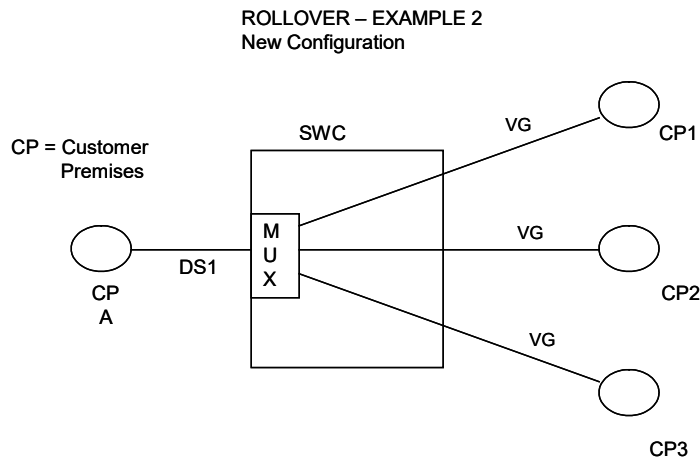 ROLLOVER – EXAMPLE 2
New Configuration
CP = Customer
Premises
SWC
VG
CP1
M
U
X
DS1
CP
A
VG
CP2
VG
CP3